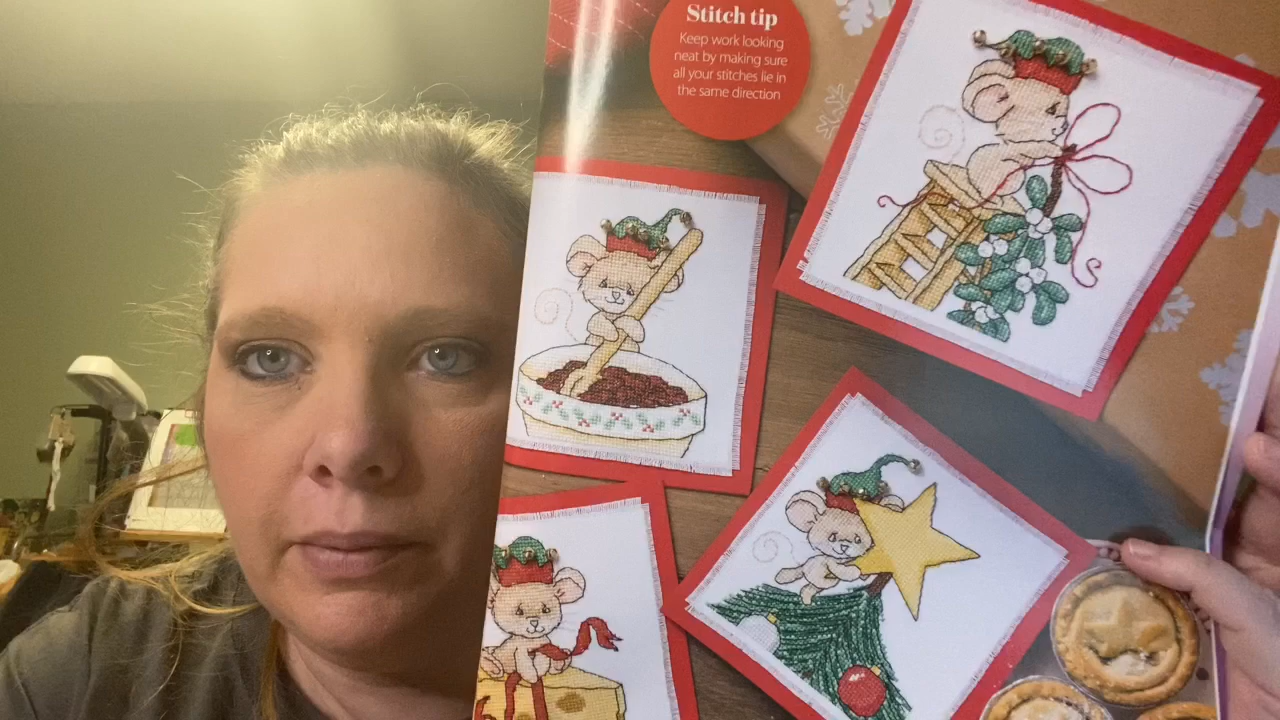 Stitch tip
Keep work looking
neat by making sure
all your stitches lie in
the same direction